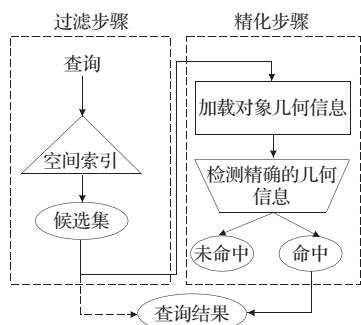 过滤步骤
精化步骤
查询
空间索引
候选集
加载对象几何信息
检测精确的几何
信息
未命中
命中
查询结果